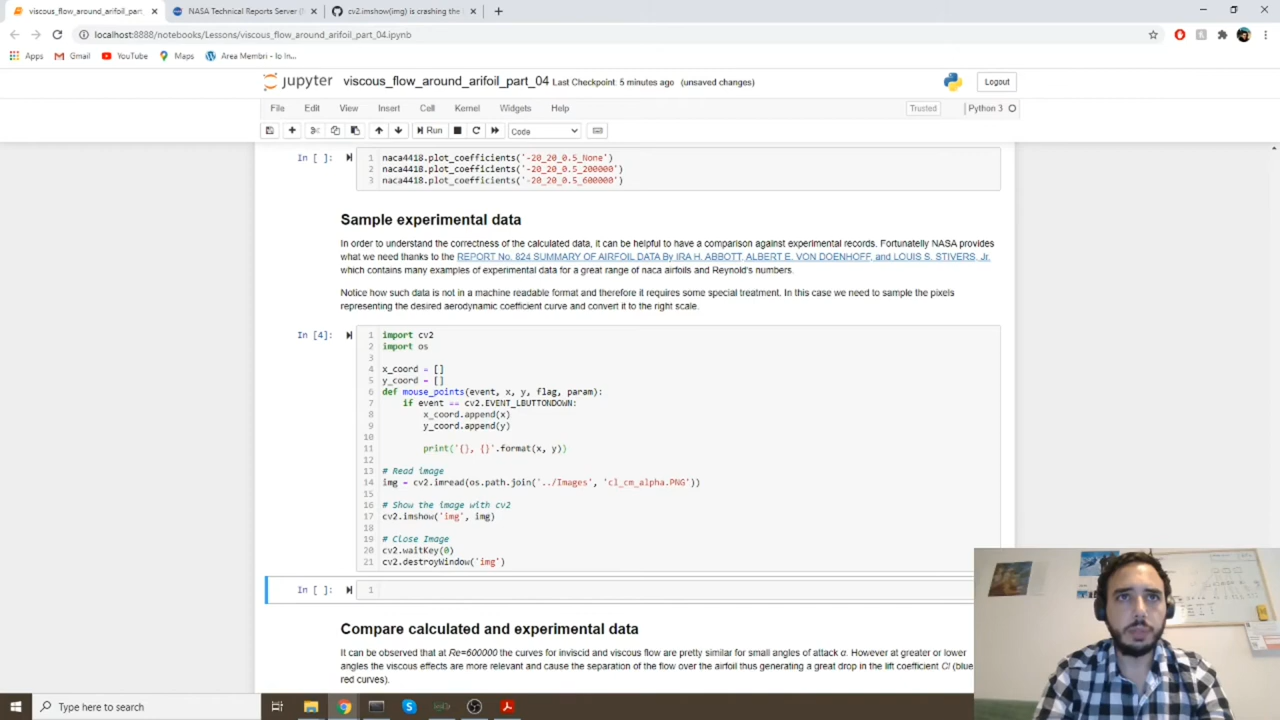 viscous_flow_around_arifoil_part_
NASA Technical Reports Server (
cv2.imshow(img) is crashing the
localhost:8888/notebooks/Lessons/viscous_flow_around_arifoil_part_04.ipynb
Apps Gmail YouTube Maps Area Membri - Io In...
jupyter viscous_flow_around_arifoil_part_04 Last Checkpoint: 5 minutes ago (unsaved changes) Logout
File Edit View Insert Cell Kernel Widgets Help Trusted Python 3
Run Code
In [ ]:
1 naca4418.plot_coefficients('-20_20_0.5_None')
2 naca4418.plot_coefficients('-20_20_0.5_200000')
3 naca4418.plot_coefficients('-20_20_0.5_600000')
Sample experimental data
In order to understand the correctness of the calculated data, it can be helpful to have a comparison against experimental records. Fortunatelly NASA provides
what we need thanks to the REPORT No. 824 SUMMARY OF AIRFOIL DATA By IRA H. ABBOTT, ALBERT E. VON DOENHOFF, and LOUIS S. STIVERS, Jr.
which contains many examples of experimental data for a great range of naca airfoils and Reynold's numbers.
Notice how such data is not in a machine readable format and therefore it requires some special treatment. In this case we need to sample the pixels
representing the desired aerodynamic coefficient curve and convert it to the right scale.
In [4]:
1 import cv2
2 import os
3
4 x_coord = []
5 y_coord = []
6 def mouse_points(event, x, y, flag, param):
7 if event == cv2.EVENT_LBUTTONDOWN:
8 x_coord.append(x)
9 y_coord.append(y)
10
11 print('{}, {}'.format(x, y))
12
13 # Read image
14 img = cv2.imread(os.path.join('../Images', 'cl_cm_alpha.PNG'))
15
16 # Show the image with cv2
17 cv2.imshow('img', img)
18
19 # Close Image
20 cv2.waitKey(0)
21 cv2.destroyWindow('img')
In [ ]:
1
Compare calculated and experimental data
It can be observed that at Re=600000 the curves for inviscid and viscous flow are pretty similar for small angles of attack α. However at greater or lower
angles the viscous effects are more relevant and cause the separation of the flow over the airfoil thus generating a great drop in the lift coefficient Cl (blue
red curves).
Type here to search